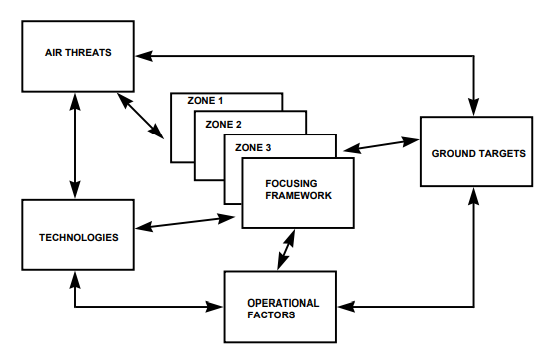 AIR THREATS
ZONE 1
ZONE 2
ZONE 3
GROUND TARGETS
FOCUSING
FRAMEWORK
TECHNOLOGIES
OPERATIONAL
FACTORS